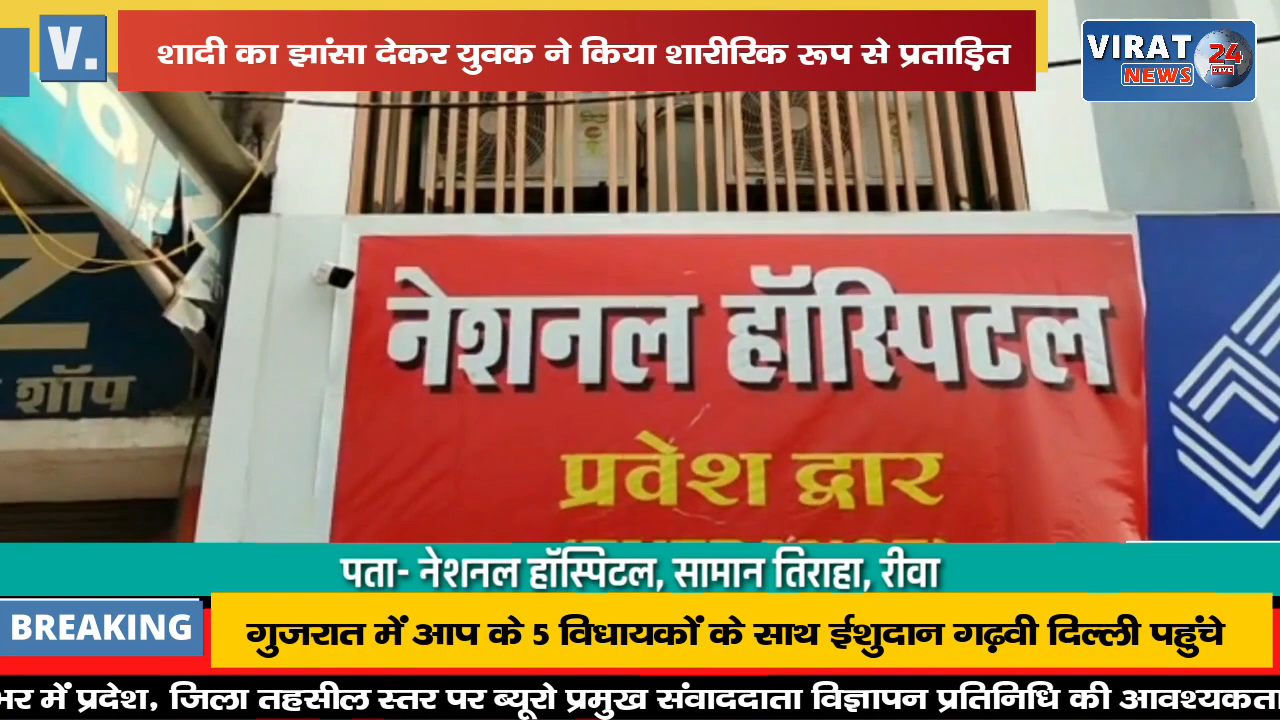 V.
शादी का झांसा देकर युवक ने किया शारीरिक रूप से प्रताड़ित
VIRAT
NEWS
24
LIVE
शॉप
नेशनल हॉस्पिटल
प्रवेश द्वार
पता- नेशनल हॉस्पिटल, सामान तिराहा, रीवा
BREAKING
गुजरात में आप के 5 विधायकों के साथ ईशुदान गढ़वी दिल्ली पहुंचे
भर में प्रदेश, जिला तहसील स्तर पर ब्यूरो प्रमुख संवाददाता विज्ञापन प्रतिनिधि की आवश्यकता